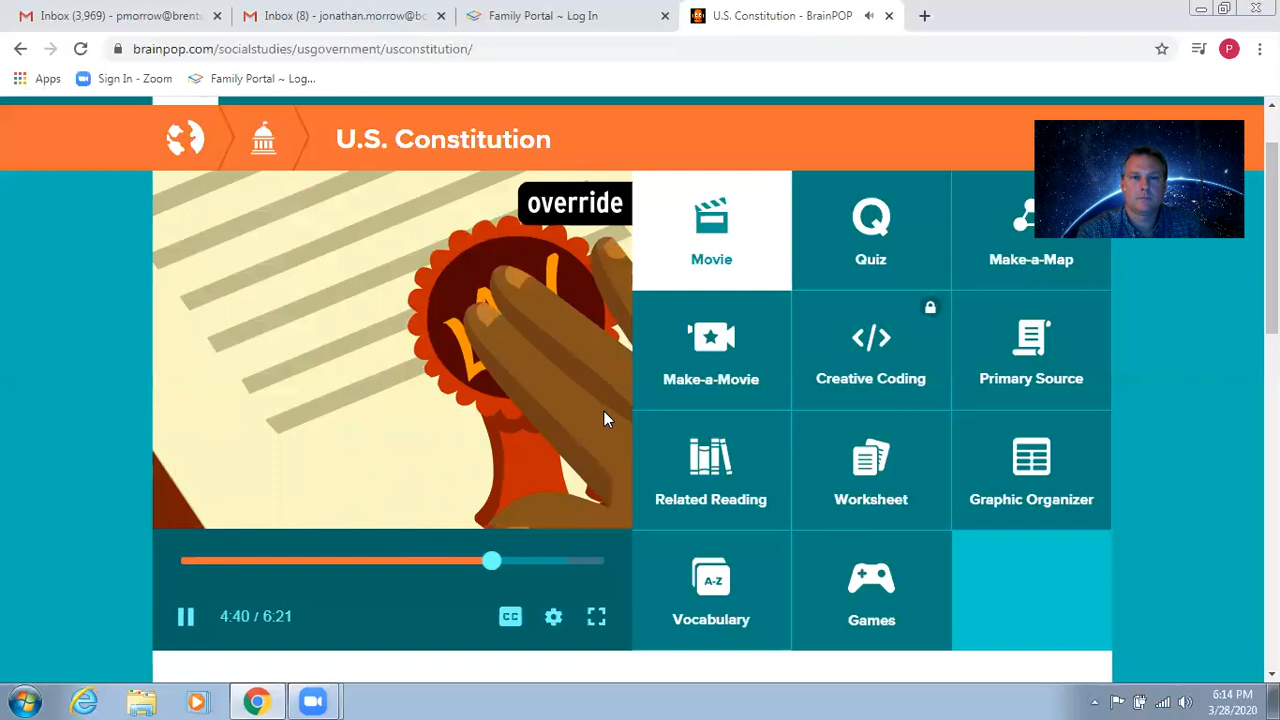 Inbox (3,969) - pmorrow@brent
Inbox (8) - jonathan.morrow@b
Family Portal ~ Log In
U.S. Constitution - BrainPOP
brainpop.com/socialstudies/usgovernment/usconstitution/
P
Apps
Sign In - Zoom
Family Portal ~ Log...
U.S. Constitution
override
Movie
Q
Quiz
Make-a-Map
Make-a-Movie
</>
Creative Coding
Primary Source
Related Reading
Worksheet
Graphic Organizer
4:40 / 6:21
CC
A-Z
Vocabulary
Games
6:14 PM
3/28/2020